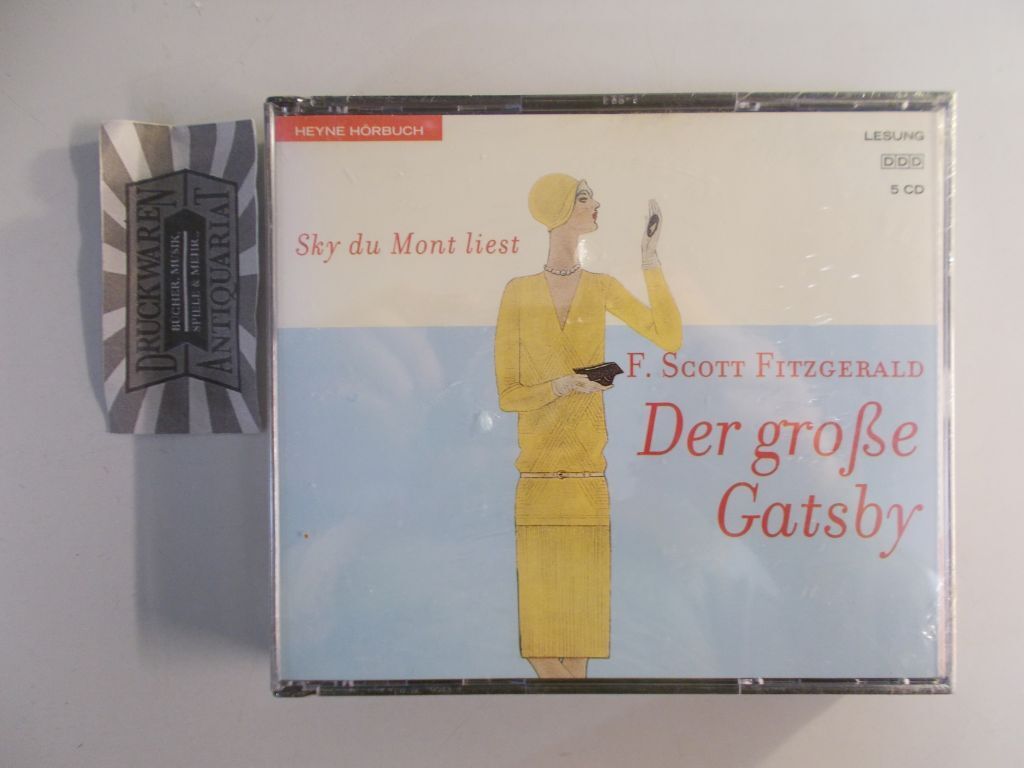 DRUCKWAREN
BÜCHER, MUSIK
SPIELE & MEHR..
ANTIQUARIAT
HEYNE HÖRBUCH
LESUNG
DDD
5 CD
Sky du Mont liest
F. SCOTT FITZGERALD
Der große
Gatsby